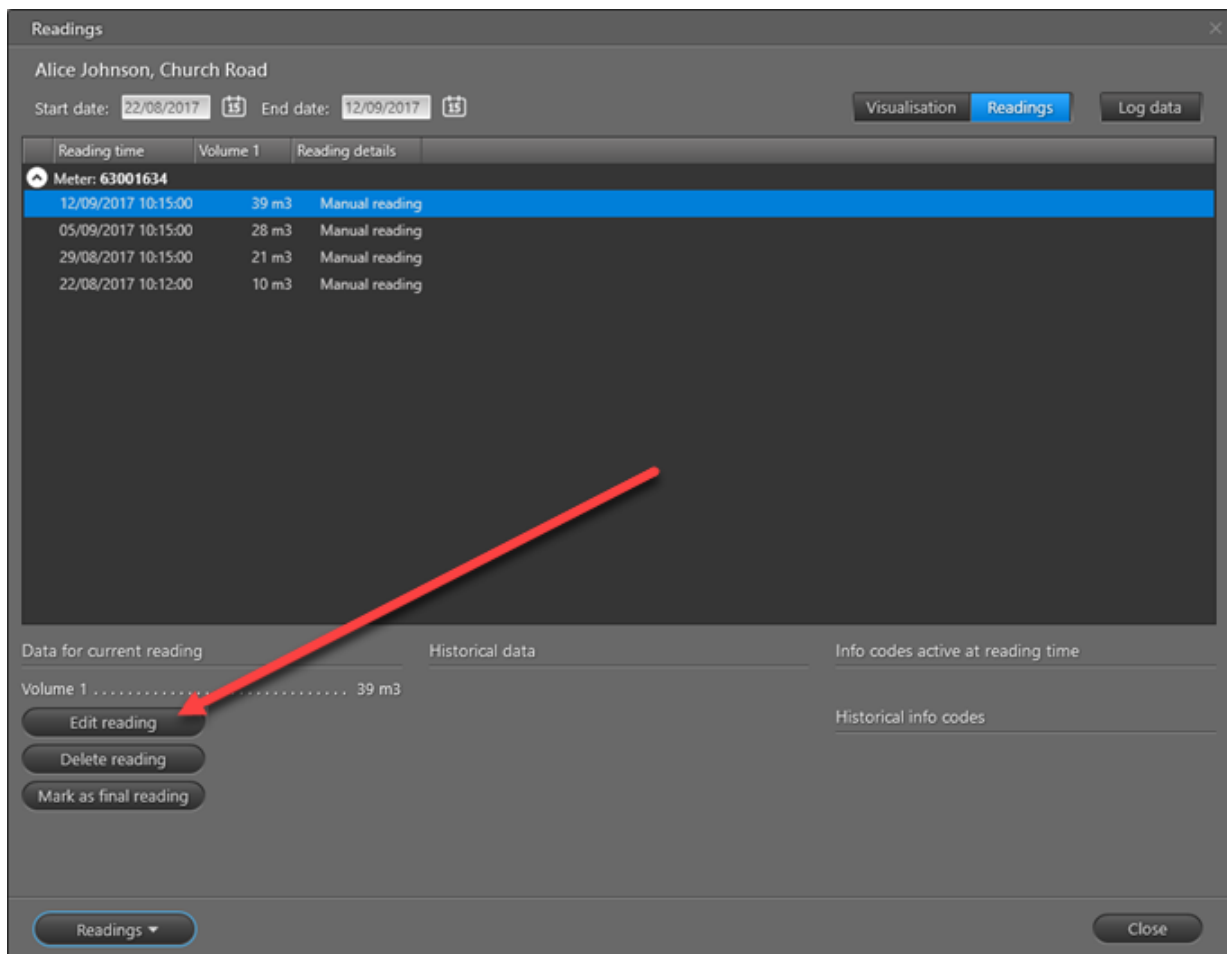 Readings
Alice Johnson, Church Road
Start date: 22/08/2017 15 End date: 12/09/2017 15 Visualisation Readings Log data
Reading time Volume 1 Reading details
Meter: 63001634
12/09/2017 10:15:00 39 m3 Manual reading
05/09/2017 10:15:00 28 m3 Manual reading
29/08/2017 10:15:00 21 m3 Manual reading
22/08/2017 10:12:00 10 m3 Manual reading
Data for current reading Historical data Info codes active at reading time
Volume 1 . . . . . . . . . . . . . . . . . . . . . . . . . . . . . . 39 m3
Edit reading Historical info codes
Delete reading
Mark as final reading
Readings Close